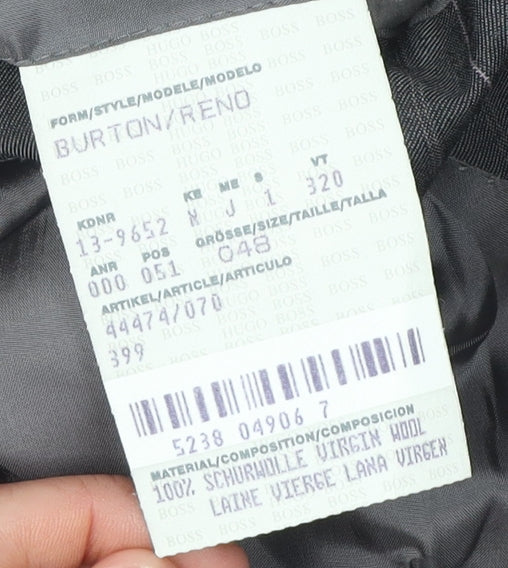 FORM/STYLE/MODELE/MODELO
BURTON/RENO
KDNR KE ME S VT
13-9652 N J 1 320
ANR POS GRÖSSE/SIZE/TAILLE/TALLA
000 051 048
ARTIKEL/ARTICLE/ARTICULO
44474/070
399
5238 04906 7
MATERIAL/COMPOSITION/COMPOSICION
100% SCHURWOLLE VIRGIN WOOL
LAINE VIERGE LANA VIRGEN